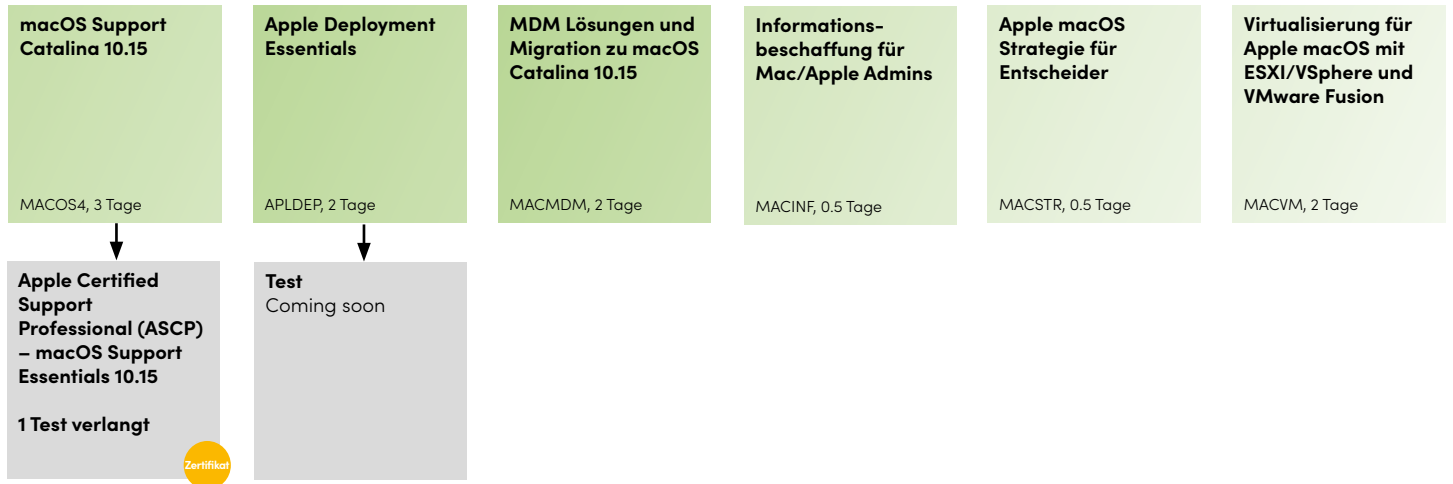 macOS Support
Catalina 10.15
MACOS4, 3 Tage
Apple Deployment
Essentials
APLDEP, 2 Tage
MDM Lösungen und
Migration zu macOS
Catalina 10.15
MACMDM, 2 Tage
Informations-
beschaffung für
Mac/Apple Admins
MACINF, 0.5 Tage
Apple macOS
Strategie für
Entscheider
MACSTR, 0.5 Tage
Virtualisierung für
Apple macOS mit
ESXI/VSphere und
VMware Fusion
MACVM, 2 Tage
Apple Certified
Support
Professional (ASCP)
– macOS Support
Essentials 10.15
1 Test verlangt
Zertifikat
Test
Coming soon